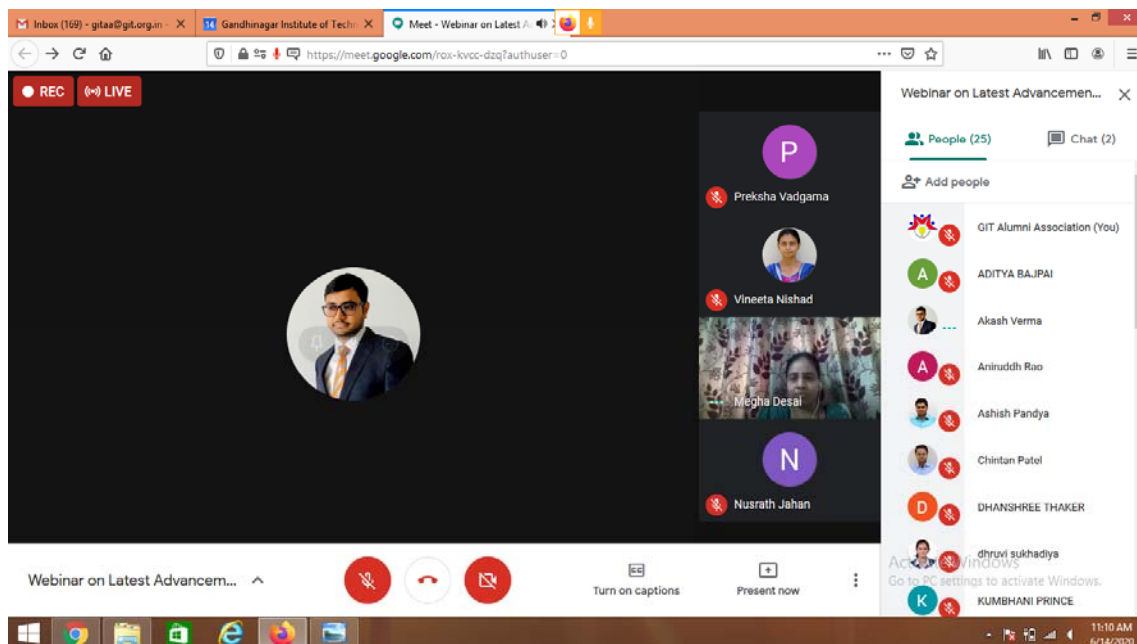 Inbox (169) - gitaa@git.org.in -
Gandhinagar Institute of Techn
Meet - Webinar on Latest A
https://meet.google.com/rox-kvcc-dzq?authuser=0
REC
LIVE
P
Preksha Vadgama
Vineeta Nishad
Megha Desai
N
Nusrath Jahan
Webinar on Latest Advancemen...
People (25)
Chat (2)
Add people
GIT Alumni Association (You)
A
ADITYA BAJPAI
Akash Verma
A
Aniruddh Rao
Ashish Pandya
Chintan Patel
D
DHANSHREE THAKER
dhruvi sukhadiya
K
KUMBHANI PRINCE
Windows
Go to PC settings to activate Windows.
Webinar on Latest Advancem...
Turn on captions
Present now
11:10 AM
6/14/2020